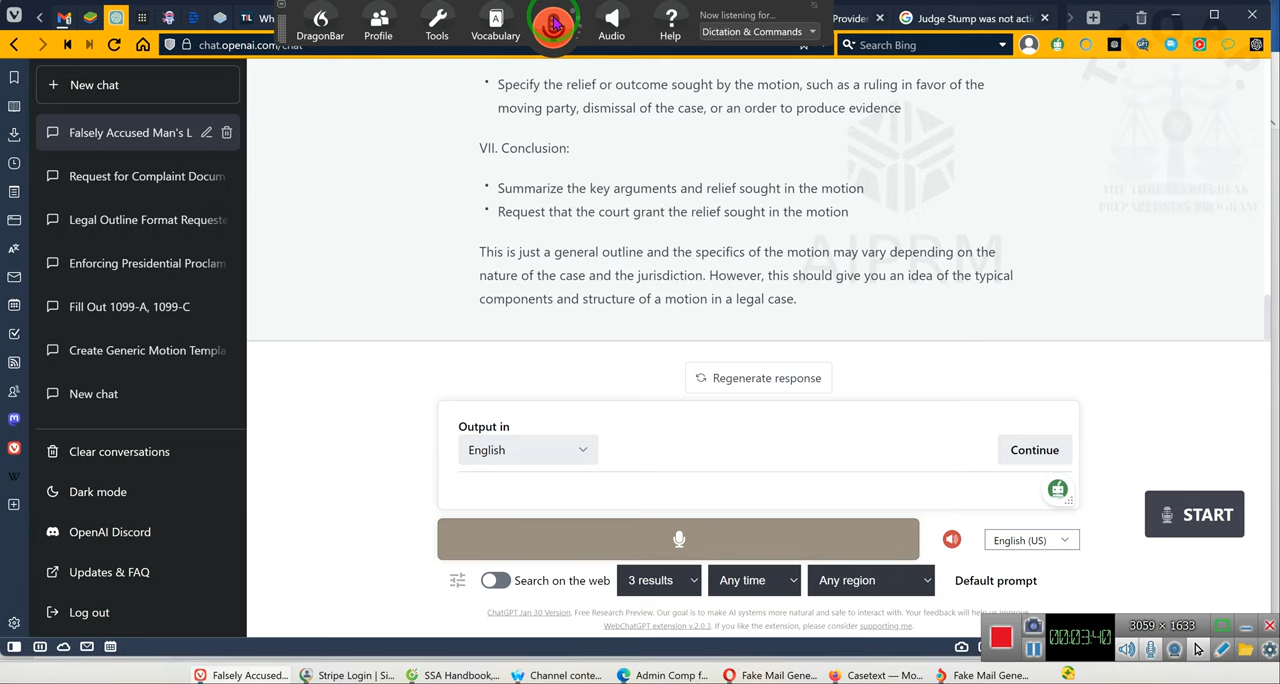 DragonBar
Profile
Tools
Vocabulary
Audio
Help
Now listening for...
Dictation & Commands
Provider
Judge Stump was not acti
chat.openai.com/chat
Search Bing
New chat
Falsely Accused Man's L
Request for Complaint Docum
Legal Outline Format Requeste
Enforcing Presidential Proclam
Fill Out 1099-A, 1099-C
Create Generic Motion Templa
New chat
Clear conversations
Dark mode
OpenAI Discord
Updates & FAQ
Log out
• Specify the relief or outcome sought by the motion, such as a ruling in favor of the
moving party, dismissal of the case, or an order to produce evidence
VII. Conclusion:
• Summarize the key arguments and relief sought in the motion
• Request that the court grant the relief sought in the motion
This is just a general outline and the specifics of the motion may vary depending on the
nature of the case and the jurisdiction. However, this should give you an idea of the typical
components and structure of a motion in a legal case.
AIPRM
PREPAREDNESS PROGRAM
Regenerate response
Output in
English
Continue
START
English (US)
Search on the web
3 results
Any time
Any region
Default prompt
ChatGPT Jan 30 Version. Free Research Preview. Our goal is to make AI systems more natural and safe to interact with. Your feedback will help us improve.
WebChatGPT extension v.2.0.3. If you like the extension, please consider supporting me.
3059 × 1633
00:03:40
Falsely Accused...
Stripe Login | Si...
SSA Handbook,...
Channel conte...
Admin Comp f...
Fake Mail Gene...
Casetext — Mo...
Fake Mail Gene...